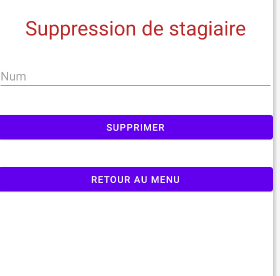 Suppression de stagiaire
Num
SUPPRIMER
RETOUR AU MENU